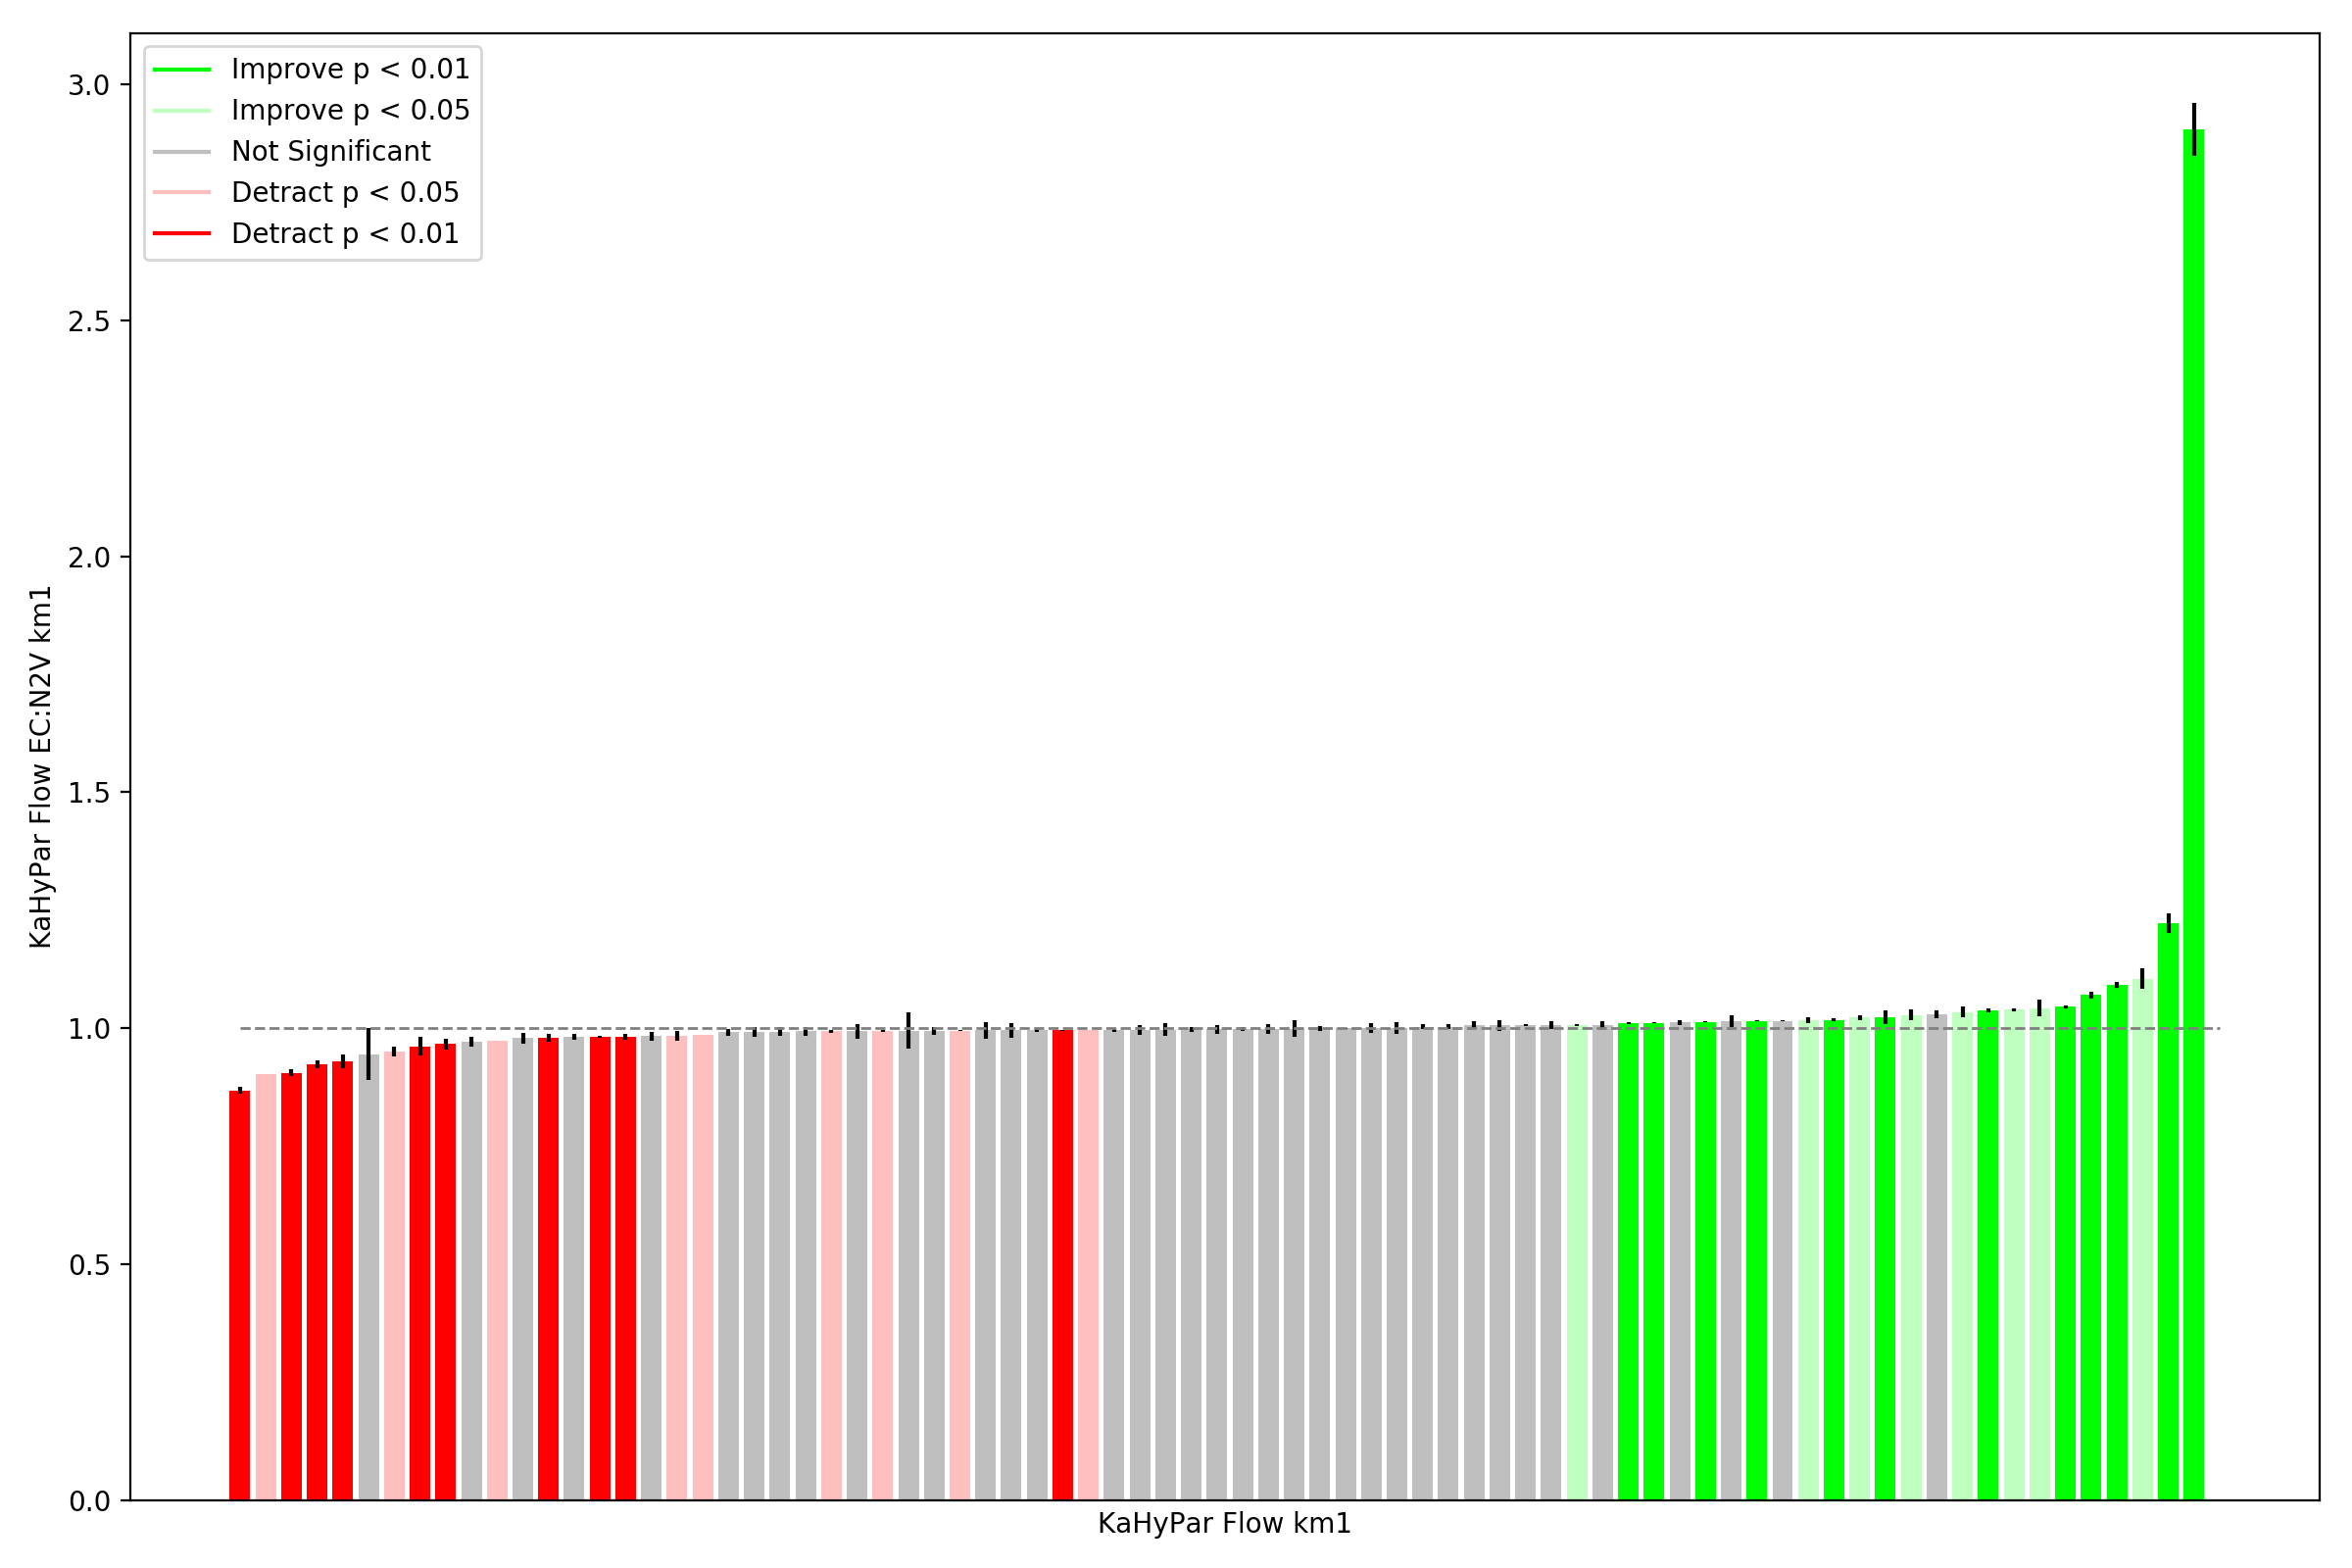 Improve p < 0.01
Improve p < 0.05
Not Significant
Detract p < 0.05
Detract p < 0.01
3.0
2.5
2.0
1.5
1.0
0.5
0.0
KaHyPar Flow EC:N2V km1
KaHyPar Flow km1